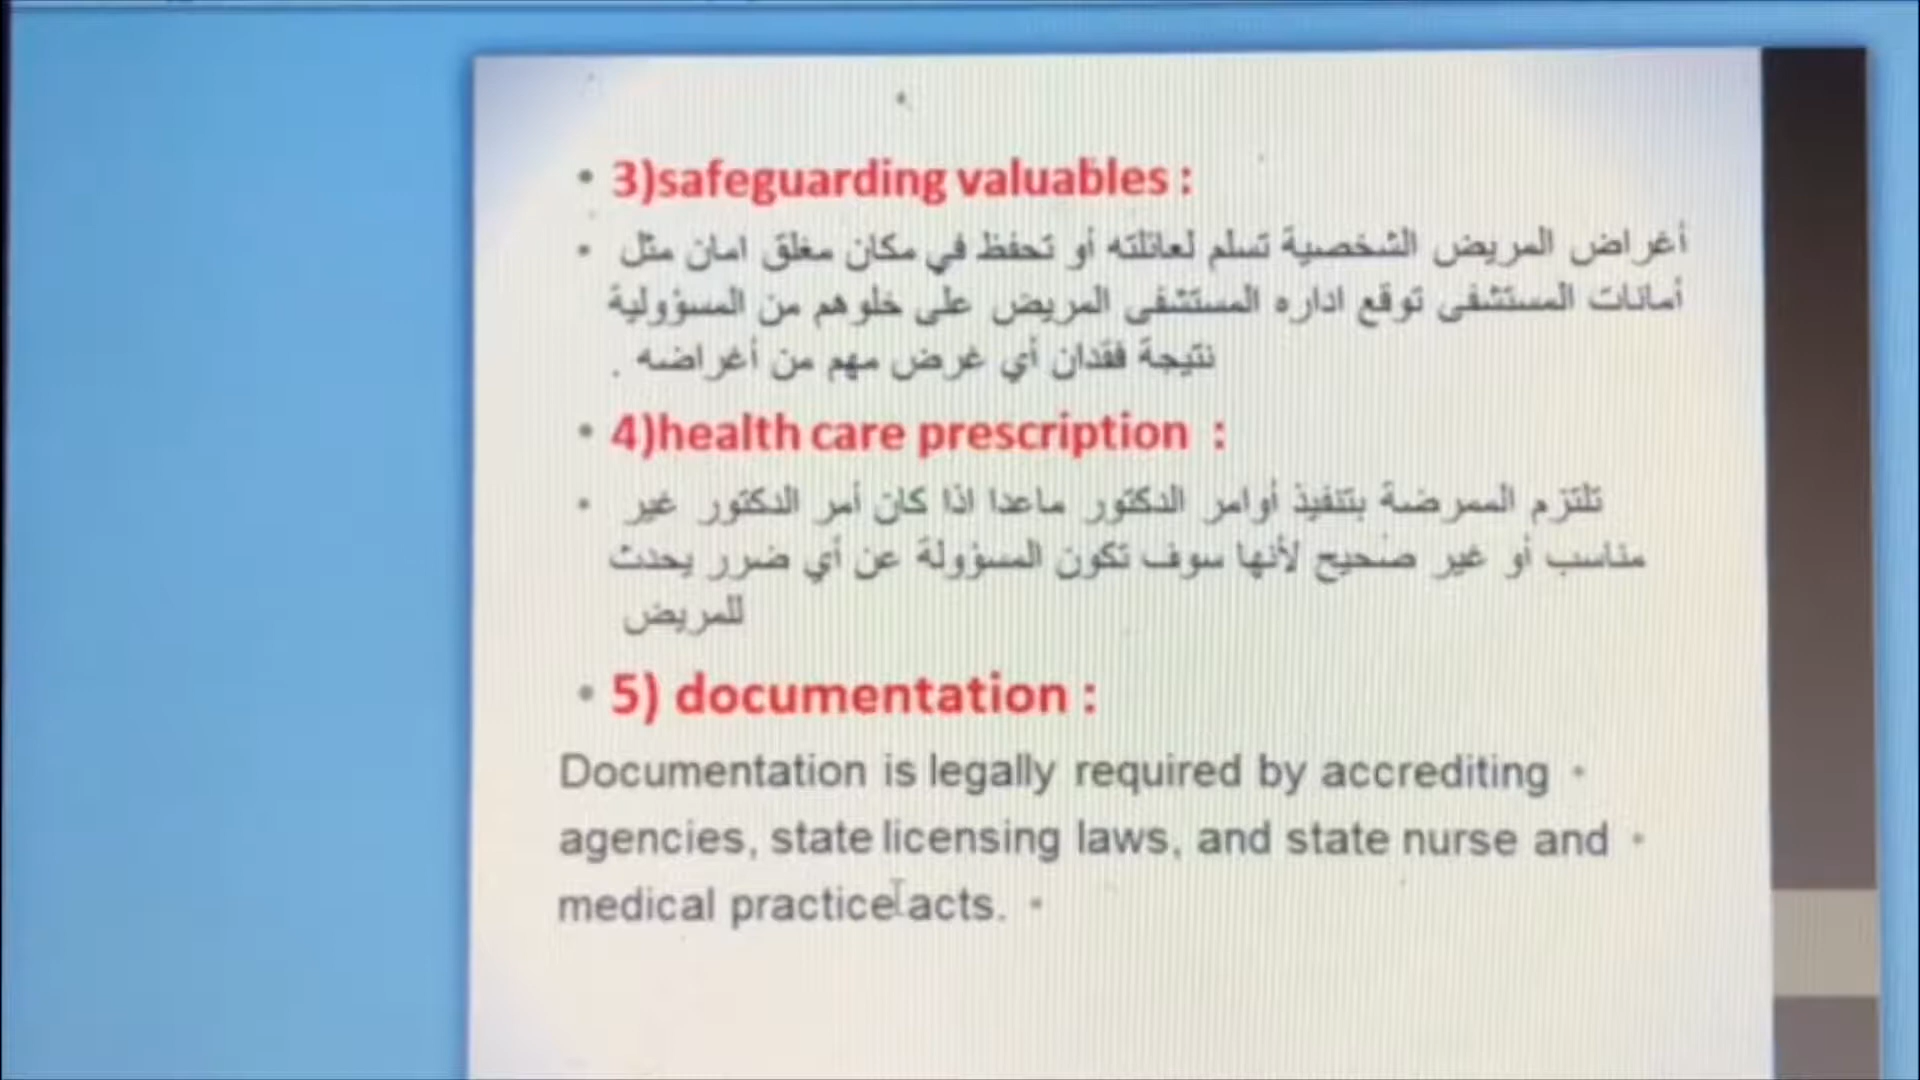 • 3)safeguarding valuables :
• أغراض المريض الشخصية تسلم لعائلته أو تحفظ في مكان مغلق امان مثل
أمانات المستشفى توقع اداره المستشفى المريض على خلوهم من المسؤولية
نتيجة فقدان أي غرض مهم من أغراضه .
• 4)health care prescription :
• تلتزم الممرضة بتنفيذ أوامر الدكتور ماعدا اذا كان أمر الدكتور غير
مناسب أو غير صحيح لأنها سوف تكون المسؤولة عن أي ضرر يحدث
للمريض
• 5) documentation :
Documentation is legally required by accrediting •
agencies, state licensing laws, and state nurse and •
medical practice acts. •